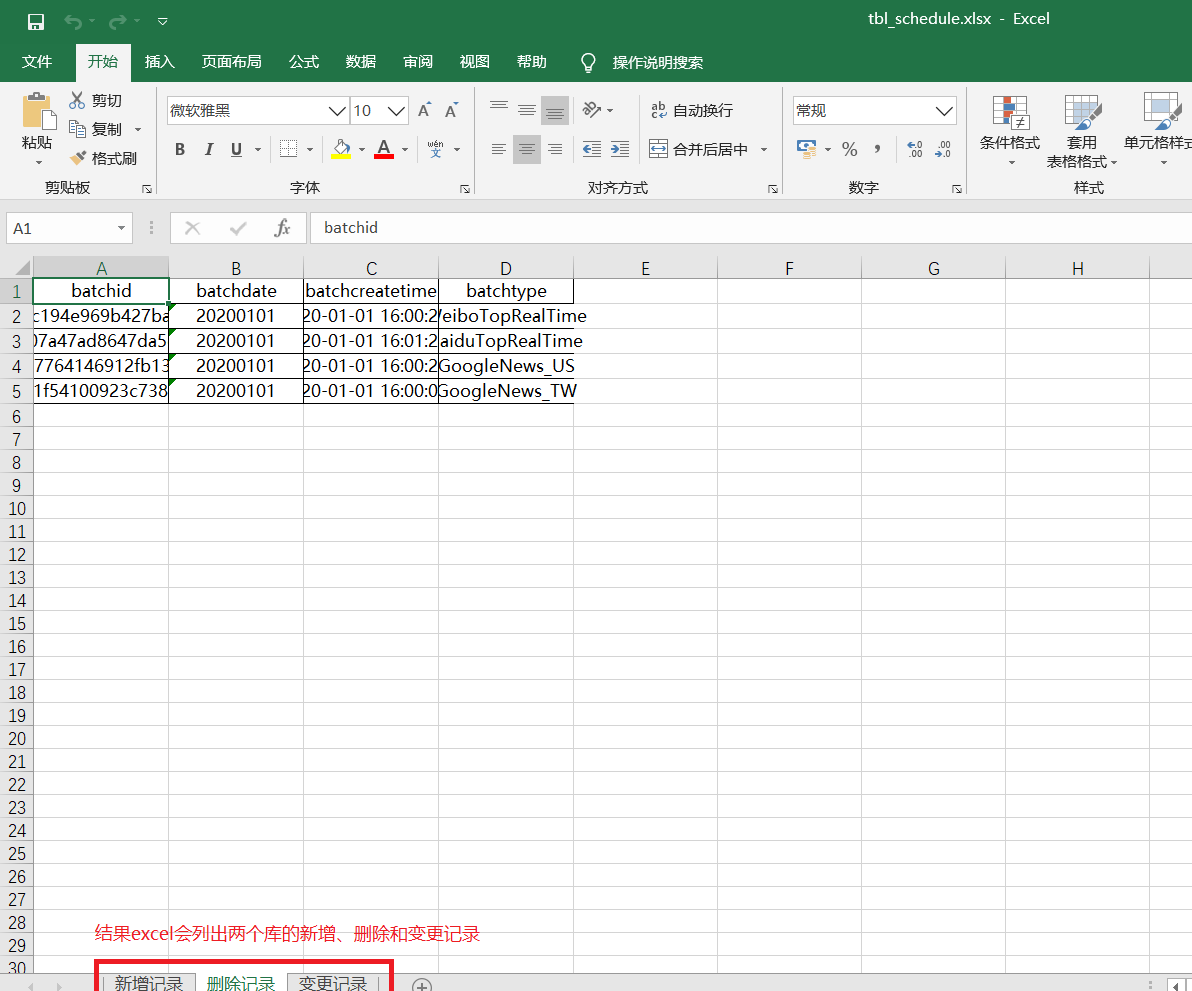 tbl_schedule.xlsx - Excel
文件 开始 插入 页面布局 公式 数据 审阅 视图 帮助 操作说明搜索
剪切
复制
格式刷
粘贴
剪贴板
微软雅黑 10
B I U A wén 文
字体
ab 自动换行
合并后居中
对齐方式
常规
% , .00 .00
数字
条件格式 套用 单元格样式
表格格式
样式
A1 fx batchid
A B C D E F G H
1 batchid batchdate batchcreatetime batchtype
2 c194e969b427ba 20200101 20-01-01 16:00:2 eiboTopRealTime
3 07a47ad8647da5 20200101 20-01-01 16:01:2 aiduTopRealTime
4 7764146912fb13 20200101 20-01-01 16:00:2 GoogleNews_US
5 1f54100923c738 20200101 20-01-01 16:00:0 GoogleNews_TW
6
7
8
9
10
11
12
13
14
15
16
17
18
19
20
21
22
23
24
25
26
27
28
结果excel会列出两个库的新增、删除和变更记录
29
30
新增记录 删除记录 变更记录